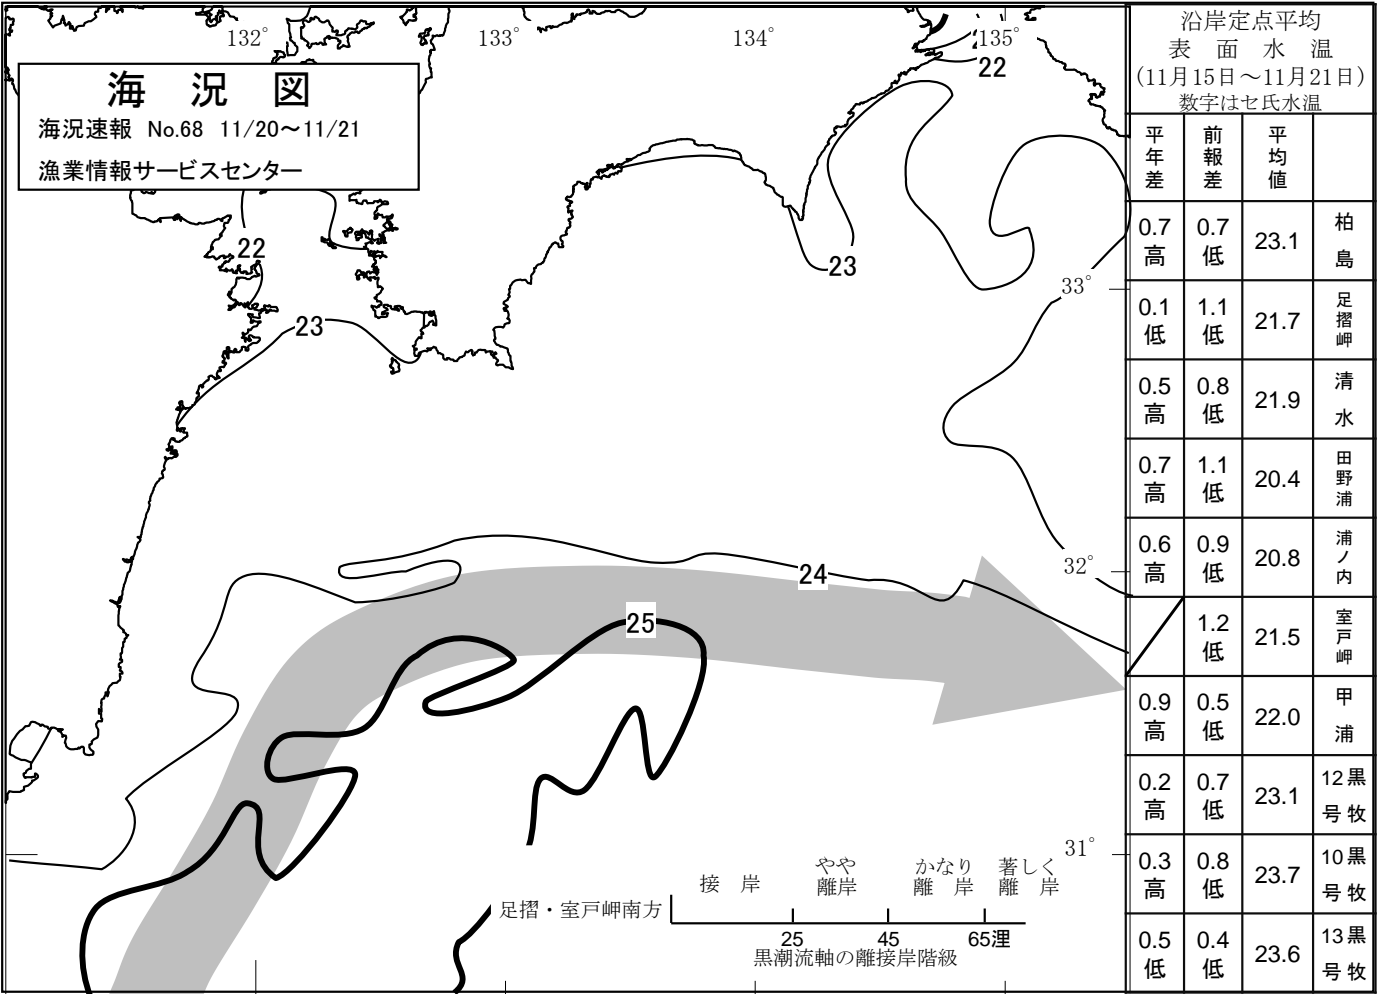 海 況 図
海況速報 No.68 11/20～11/21
漁業情報サービスセンター
132°
133°
134°
135°
33°
32°
31°
22
22
23
23
24
25
接 岸
やや
離岸
かなり
離 岸
著しく
離 岸
足摺・室戸岬南方
25 45 65浬
黒潮流軸の離接岸階級
沿岸定点平均
表 面 水 温
(11月15日～11月21日)
数字はセ氏水温
平年差 前報差 平均値
0.7高 0.7低 23.1 柏島
0.1低 1.1低 21.7 足摺岬
0.5高 0.8低 21.9 清水
0.7高 1.1低 20.4 田野浦
0.6高 0.9低 20.8 浦ノ内
1.2低 21.5 室戸岬
0.9高 0.5低 22.0 甲浦
0.2高 0.7低 23.1 黒牧12号
0.3高 0.8低 23.7 黒牧10号
0.5低 0.4低 23.6 黒牧13号